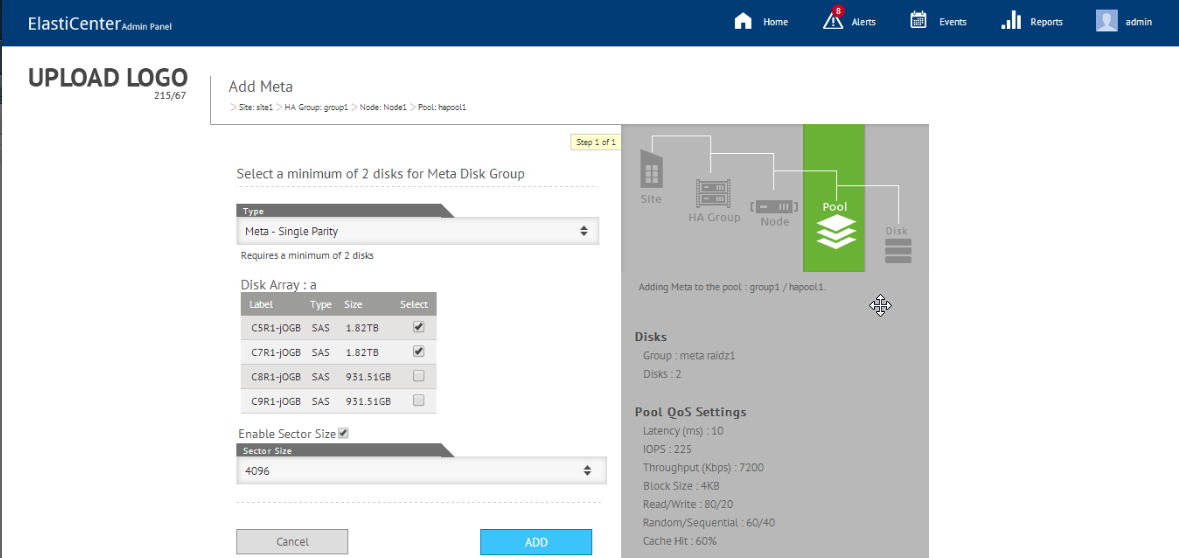 ElastiCenter Admin Panel
Home
8
Alerts
Events
Reports
admin
UPLOAD LOGO
215/67
Add Meta
> Site: site1 > HA Group: group1 > Node: Node1 > Pool: hapool1
Step 1 of 1
Select a minimum of 2 disks for Meta Disk Group
Type
Meta - Single Parity
Requires a minimum of 2 disks
Disk Array : a
Label Type Size Select
C5R1-jOGB SAS 1.82TB
C7R1-jOGB SAS 1.82TB
C8R1-jOGB SAS 931.51GB
C9R1-jOGB SAS 931.51GB
Enable Sector Size
Sector Size
4096
Cancel
ADD
Site
HA Group
Node
Pool
Disk
Adding Meta to the pool : group1 / hapool1.
Disks
Group : meta raidz1
Disks : 2
Pool QoS Settings
Latency (ms) : 10
IOPS : 225
Throughput (Kbps) : 7200
Block Size : 4KB
Read/Write : 80/20
Random/Sequential : 60/40
Cache Hit : 60%